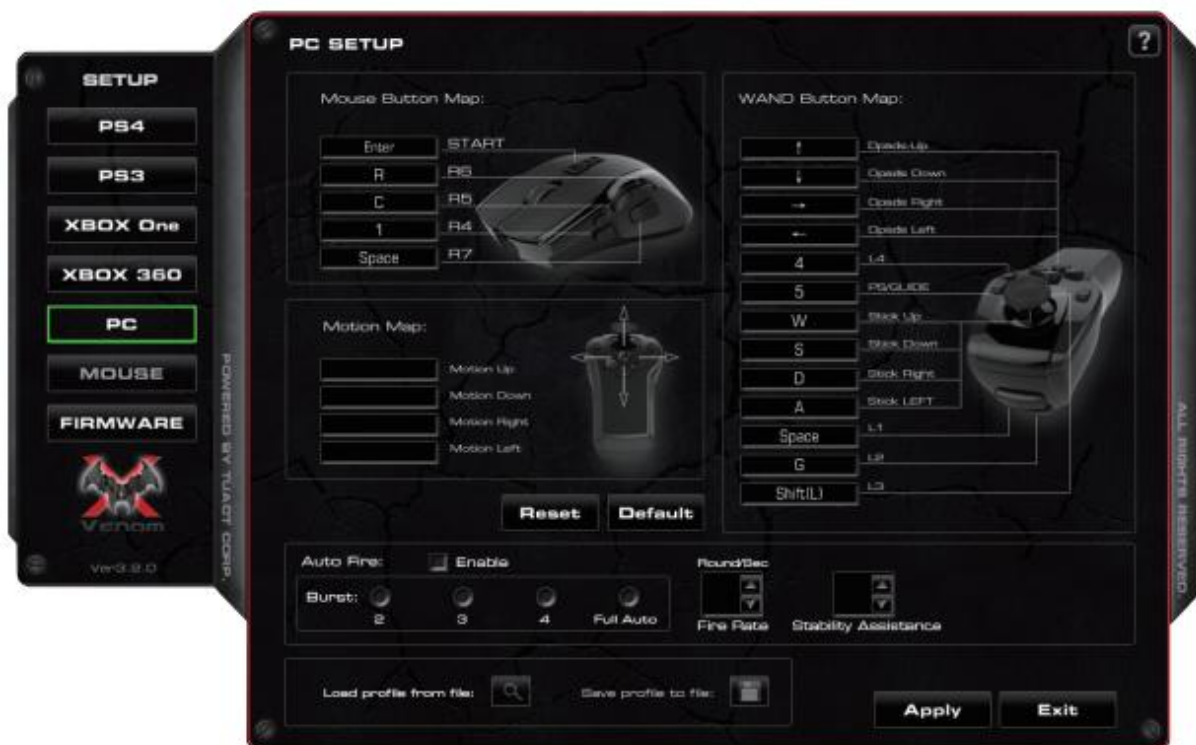 SETUP
PS4
PS3
XBOX One
XBOX 360
PC
MOUSE
FIRMWARE
Venom
Ver3.2.0
POWERED BY TUACT CORP.
PC SETUP
?
Mouse Button Map:
Enter START
R R6
C R5
1 R4
Space R7
Motion Map:
Motion Up
Motion Down
Motion Right
Motion Left
Reset Default
WAND Button Map:
↑ Dpade Up
↓ Dpade Down
→ Dpade Right
← Dpade Left
4 L4
5 PS/GUIDE
W Stick Up
S Stick Down
D Stick Right
A Stick LEFT
Space L1
G L2
Shift(L) L3
Auto Fire: Enable
Burst: 2 3 4 Full Auto
Round/Sec
Fire Rate Stability Assistance
Load profile from file: Save profile to file:
Apply Exit
ALL RIGHTS RESERVED